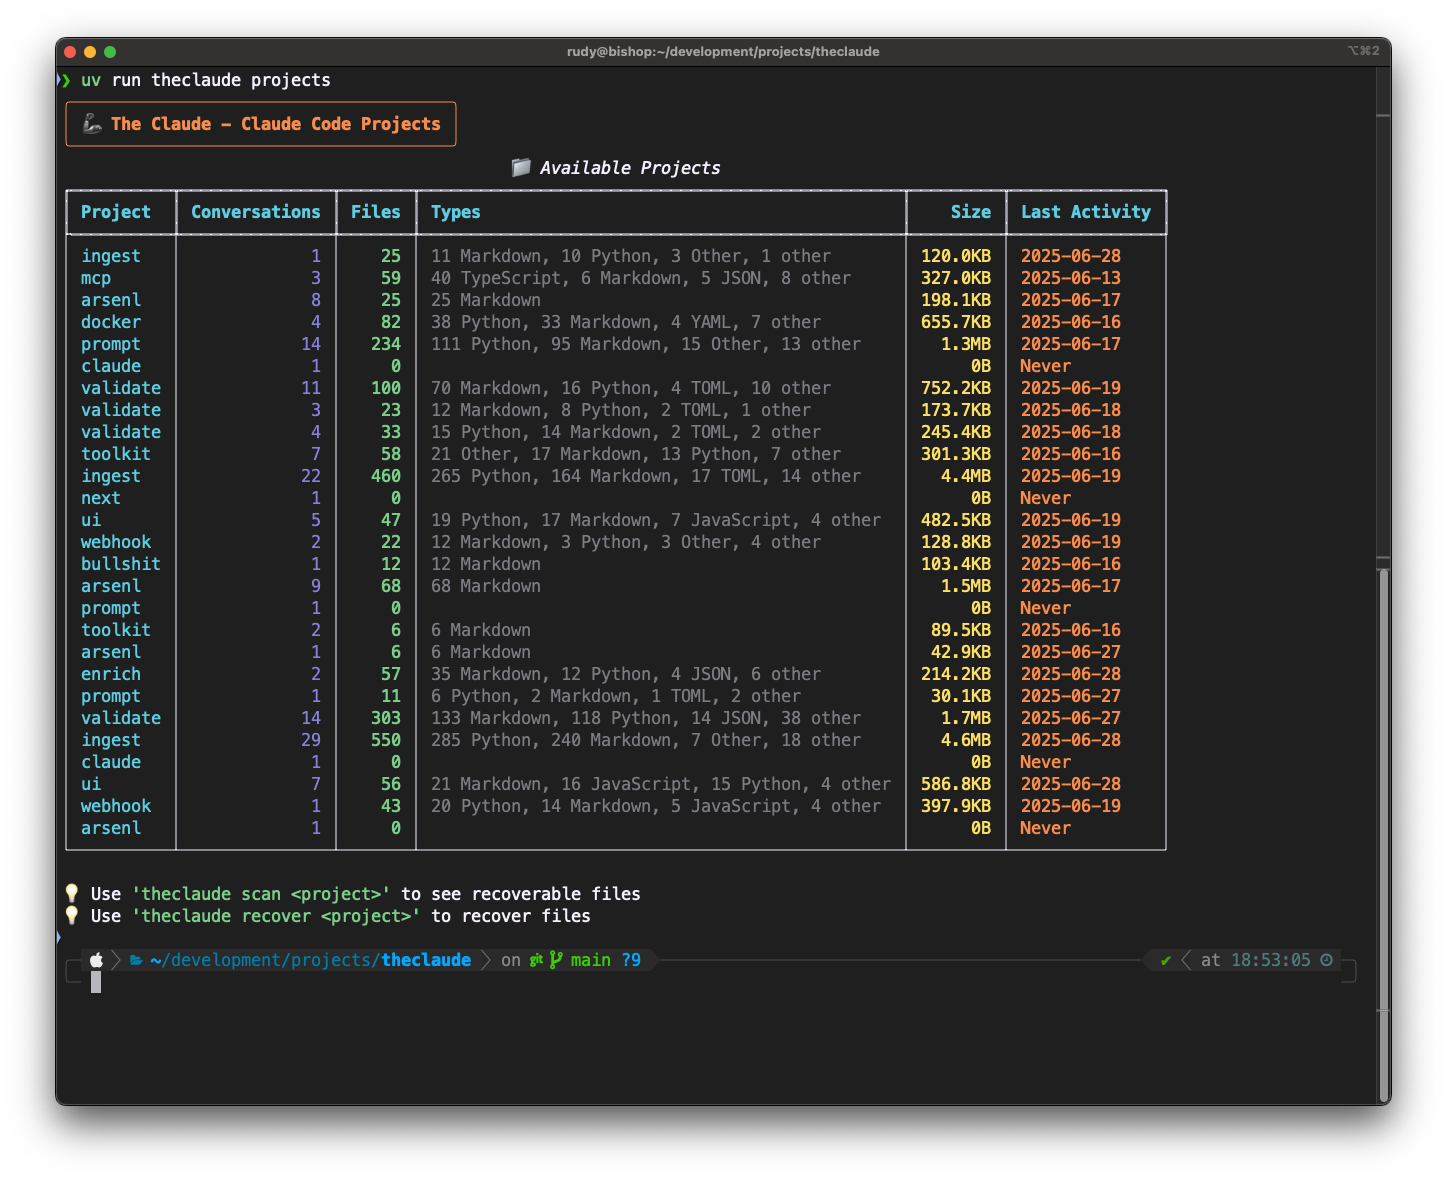 rudy@bishop:~/development/projects/theclaude ⌥⌘2
❯ uv run theclaude projects
🦾 The Claude - Claude Code Projects
📁 Available Projects
Project Conversations Files Types Size Last Activity
ingest 1 25 11 Markdown, 10 Python, 3 Other, 1 other 120.0KB 2025-06-28
mcp 3 59 40 TypeScript, 6 Markdown, 5 JSON, 8 other 327.0KB 2025-06-13
arsenl 8 25 25 Markdown 198.1KB 2025-06-17
docker 4 82 38 Python, 33 Markdown, 4 YAML, 7 other 655.7KB 2025-06-16
prompt 14 234 111 Python, 95 Markdown, 15 Other, 13 other 1.3MB 2025-06-17
claude 1 0 0B Never
validate 11 100 70 Markdown, 16 Python, 4 TOML, 10 other 752.2KB 2025-06-19
validate 3 23 12 Markdown, 8 Python, 2 TOML, 1 other 173.7KB 2025-06-18
validate 4 33 15 Python, 14 Markdown, 2 TOML, 2 other 245.4KB 2025-06-18
toolkit 7 58 21 Other, 17 Markdown, 13 Python, 7 other 301.3KB 2025-06-16
ingest 22 460 265 Python, 164 Markdown, 17 TOML, 14 other 4.4MB 2025-06-19
next 1 0 0B Never
ui 5 47 19 Python, 17 Markdown, 7 JavaScript, 4 other 482.5KB 2025-06-19
webhook 2 22 12 Markdown, 3 Python, 3 Other, 4 other 128.8KB 2025-06-19
bullshit 1 12 12 Markdown 103.4KB 2025-06-16
arsenl 9 68 68 Markdown 1.5MB 2025-06-17
prompt 1 0 0B Never
toolkit 2 6 6 Markdown 89.5KB 2025-06-16
arsenl 1 6 6 Markdown 42.9KB 2025-06-27
enrich 2 57 35 Markdown, 12 Python, 4 JSON, 6 other 214.2KB 2025-06-28
prompt 1 11 6 Python, 2 Markdown, 1 TOML, 2 other 30.1KB 2025-06-27
validate 14 303 133 Markdown, 118 Python, 14 JSON, 38 other 1.7MB 2025-06-27
ingest 29 550 285 Python, 240 Markdown, 7 Other, 18 other 4.6MB 2025-06-28
claude 1 0 0B Never
ui 7 56 21 Markdown, 16 JavaScript, 15 Python, 4 other 586.8KB 2025-06-28
webhook 1 43 20 Python, 14 Markdown, 5 JavaScript, 4 other 397.9KB 2025-06-19
arsenl 1 0 0B Never
💡 Use 'theclaude scan <project>' to see recoverable files
💡 Use 'theclaude recover <project>' to recover files
~/development/projects/theclaude on git main ?9 ✔ at 18:53:05